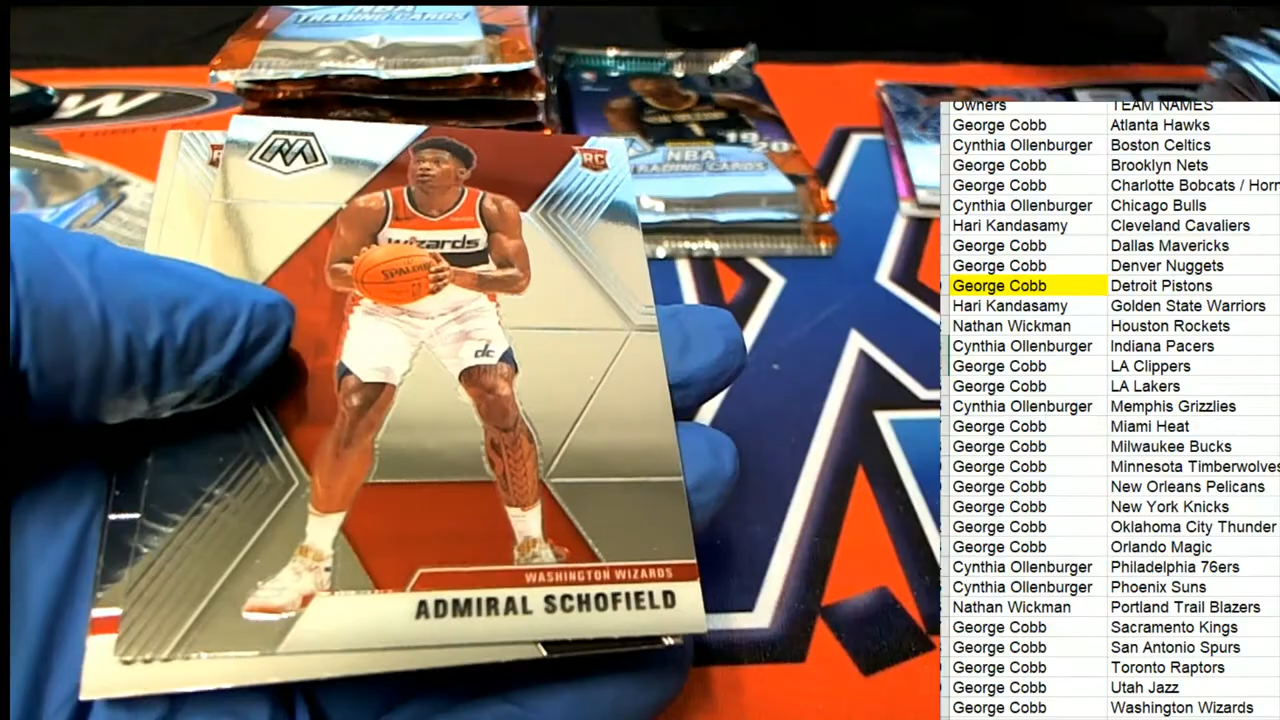 NBA
TRADING CARDS
W
M
RC
R
19
20
NBA
TRADING CARDS
Wizards
SPALDING
dc
WASHINGTON WIZARDS
ADMIRAL SCHOFIELD
Owners TEAM NAMES
George Cobb Atlanta Hawks
Cynthia Ollenburger Boston Celtics
George Cobb Brooklyn Nets
George Cobb Charlotte Bobcats / Horn
Cynthia Ollenburger Chicago Bulls
Hari Kandasamy Cleveland Cavaliers
George Cobb Dallas Mavericks
George Cobb Denver Nuggets
George Cobb Detroit Pistons
Hari Kandasamy Golden State Warriors
Nathan Wickman Houston Rockets
Cynthia Ollenburger Indiana Pacers
George Cobb LA Clippers
George Cobb LA Lakers
Cynthia Ollenburger Memphis Grizzlies
George Cobb Miami Heat
George Cobb Milwaukee Bucks
George Cobb Minnesota Timberwolves
George Cobb New Orleans Pelicans
George Cobb New York Knicks
George Cobb Oklahoma City Thunder
George Cobb Orlando Magic
Cynthia Ollenburger Philadelphia 76ers
Cynthia Ollenburger Phoenix Suns
Nathan Wickman Portland Trail Blazers
George Cobb Sacramento Kings
George Cobb San Antonio Spurs
George Cobb Toronto Raptors
George Cobb Utah Jazz
George Cobb Washington Wizards